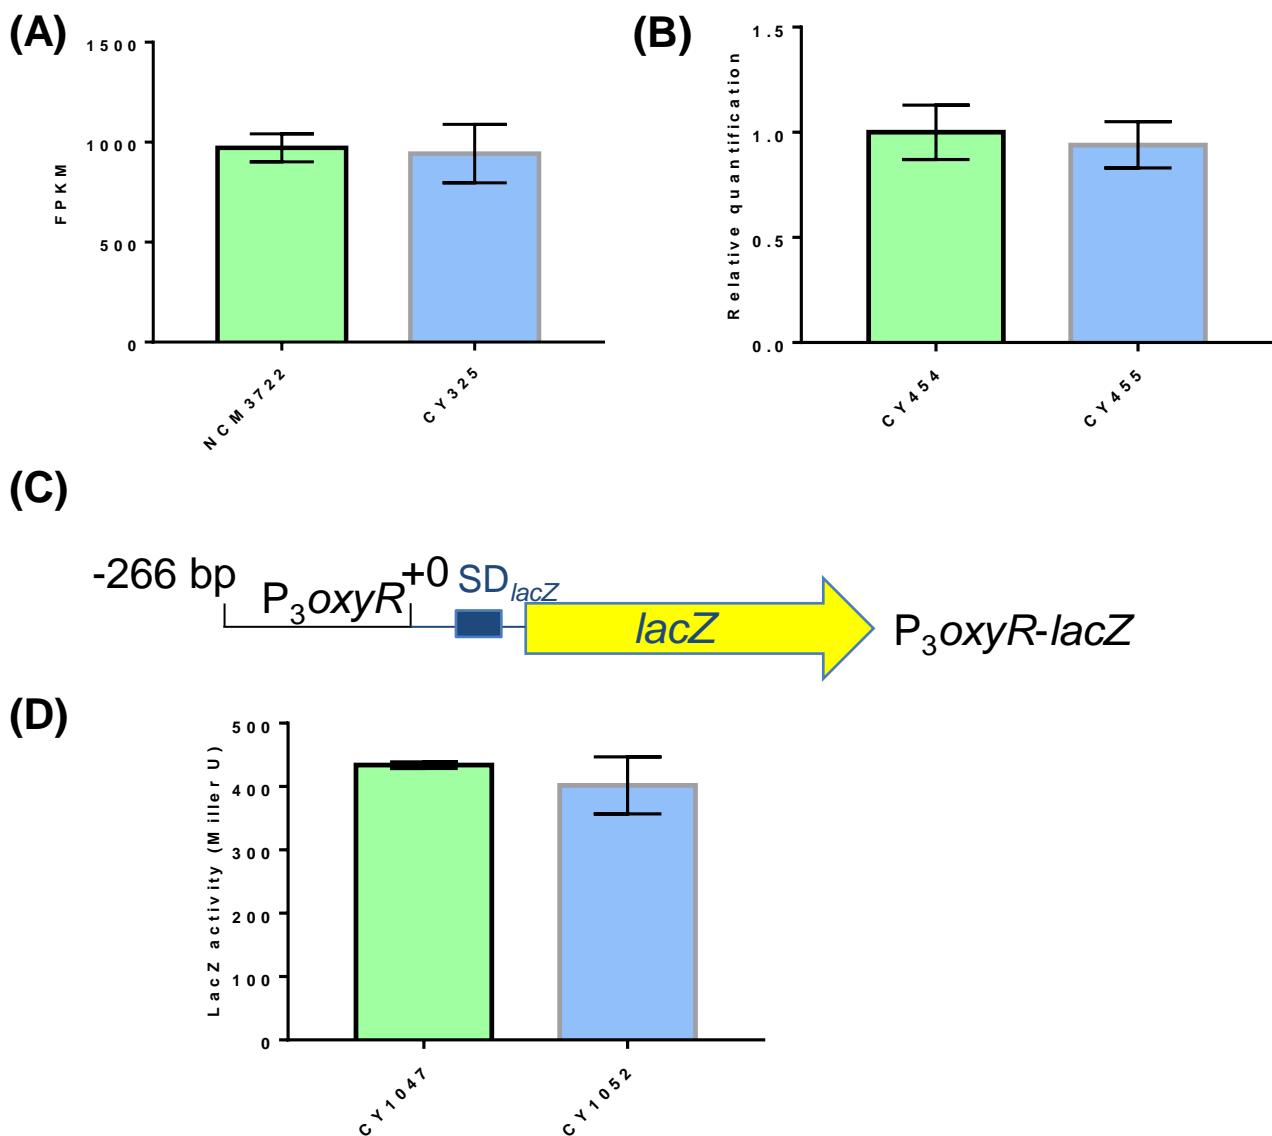 (A)
FPKM
1500
1000
500
0
NCM3722
CY325
(B)
Relative quantification
1.5
1.0
0.5
0.0
CY454
CY455
(C)
-266 bp
P3oxyR
+0
SDlacZ
lacZ
P3oxyR-lacZ
(D)
LacZ activity (Miller U)
500
400
300
200
100
0
CY1047
CY1052